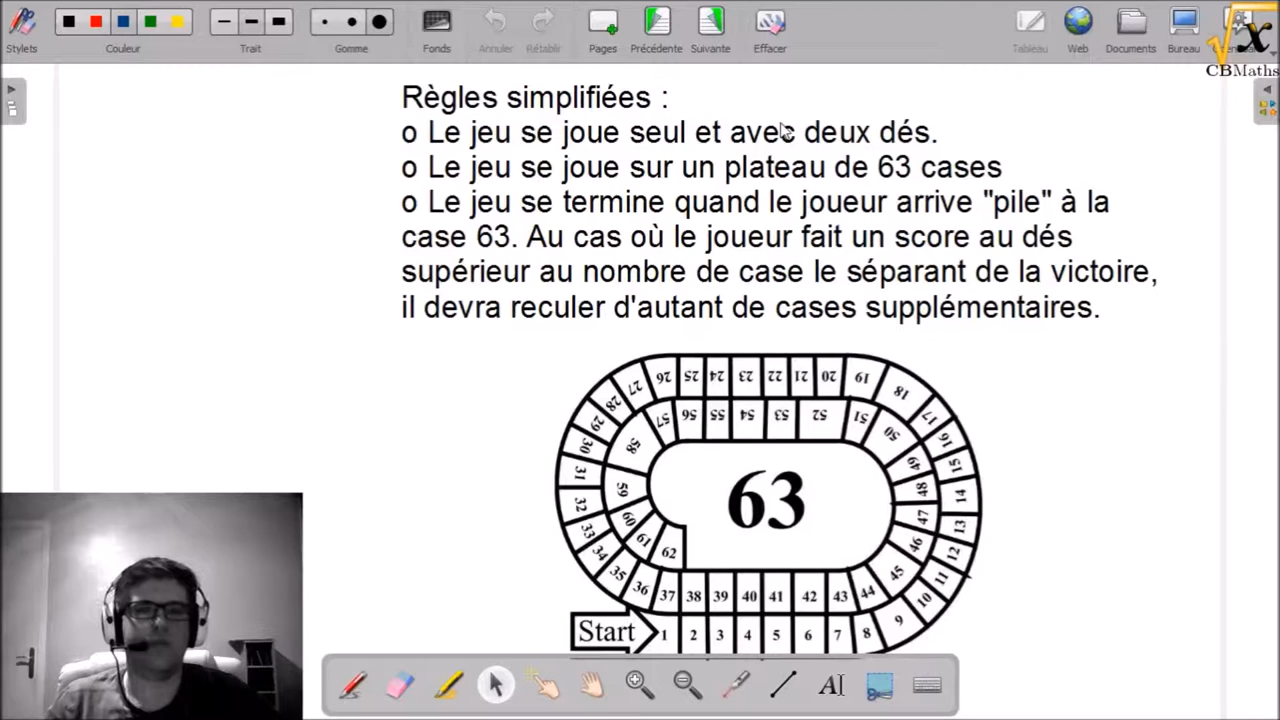 Stylets Couleur Trait Gomme Fonds Annuler Rétablir Pages Précédente Suivante Effacer Tableau Web Documents Bureau
√x
CBMaths
Règles simplifiées :
o Le jeu se joue seul et avec deux dés.
o Le jeu se joue sur un plateau de 63 cases
o Le jeu se termine quand le joueur arrive "pile" à la
case 63. Au cas où le joueur fait un score au dés
supérieur au nombre de case le séparant de la victoire,
il devra reculer d'autant de cases supplémentaires.
26 25 24 23 22 21 20 19
27 18
28 57 56 55 54 53 52 51 17
29 58 50 16
30 49 15
31 59 63 48 14
32 60 47 13
33 61 46 12
34 62 45 11
35 36 37 38 39 40 41 42 43 44 10
Start 1 2 3 4 5 6 7 8 9
AI